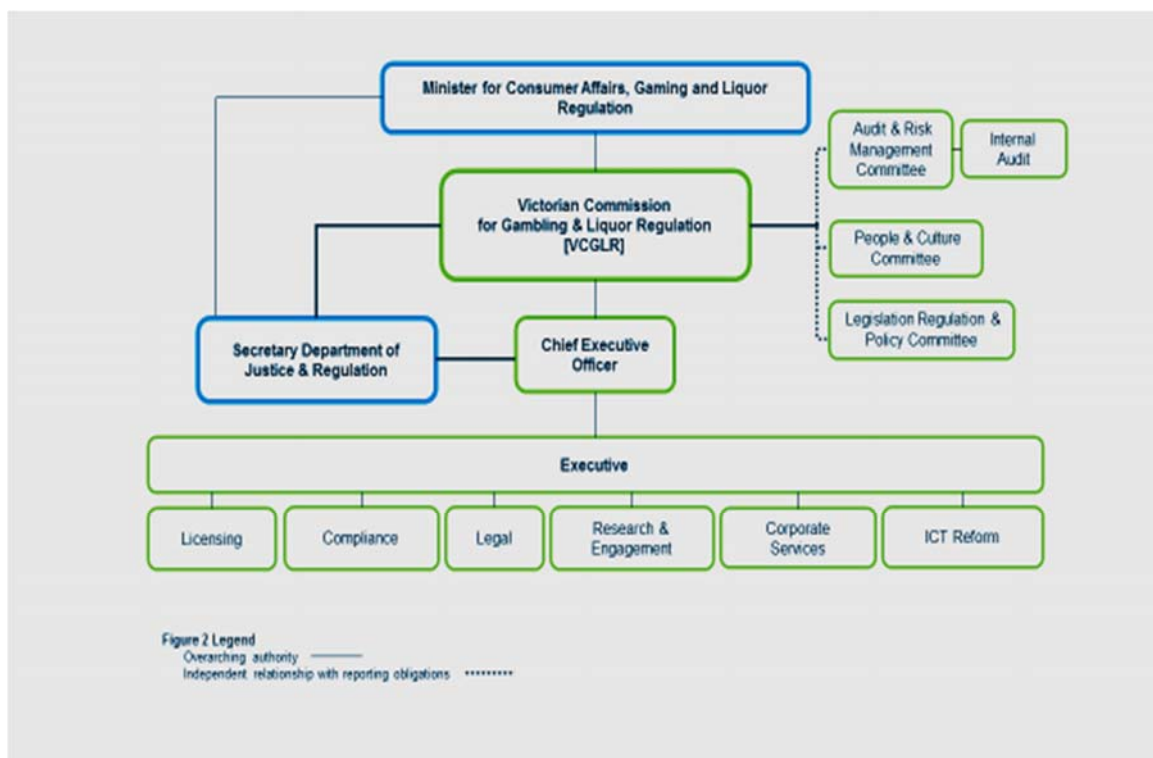 Minister for Consumer Affairs, Gaming and Liquor
Regulation
Audit & Risk
Management
Committee
Internal
Audit
Victorian Commission
for Gambling & Liquor Regulation
[VCGLR]
People & Culture
Committee
Legislation Regulation &
Policy Committee
Secretary Department of
Justice & Regulation
Chief Executive
Officer
Executive
Licensing
Compliance
Legal
Research &
Engagement
Corporate
Services
ICT Reform
Figure 2 Legend
Overarching authority
Independent relationship with reporting obligations